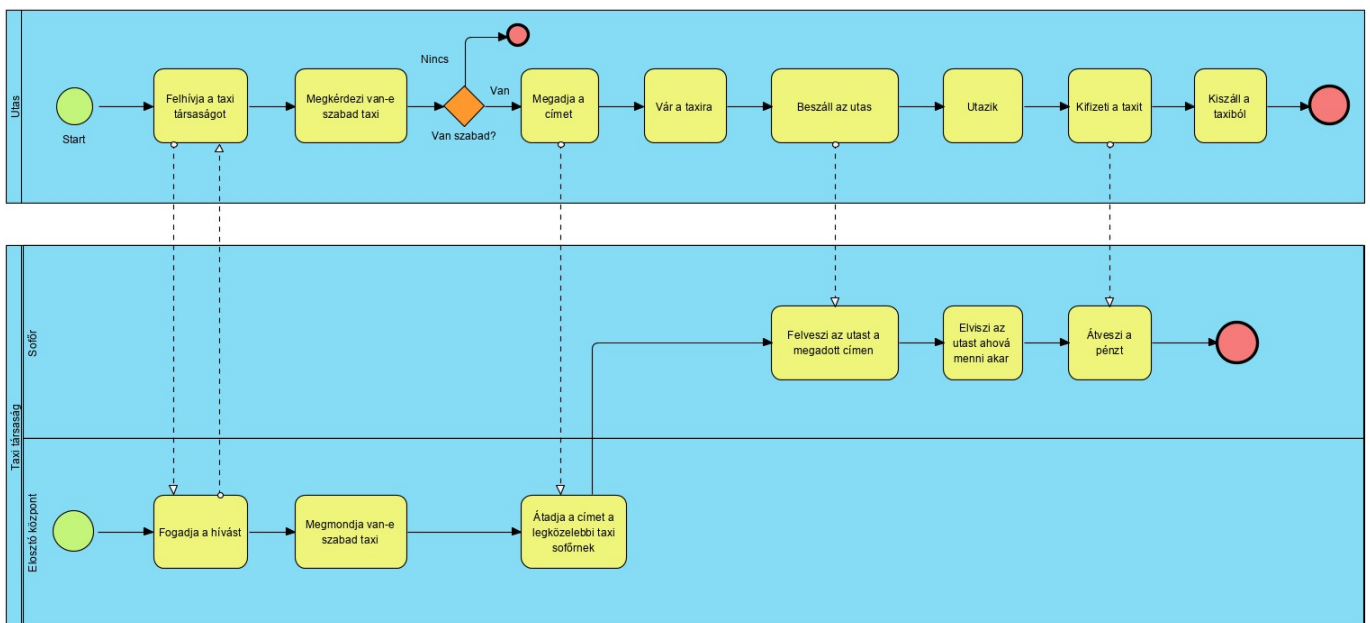 Utas
Start
Felhívja a taxi
társaságot
Megkérdezi van-e
szabad taxi
Nincs
Van
Van szabad?
Megadja a
címet
Vár a taxira
Beszáll az utas
Utazik
Kifizeti a taxit
Kiszáll a
taxiból
Taxi társaság
Sofőr
Felveszi az utast a
megadott címen
Elviszi az
utast ahová
menni akar
Átveszi a
pénzt
Elosztó központ
Fogadja a hívást
Megmondja van-e
szabad taxi
Átadja a címet a
legközelebbi taxi
sofőrnek